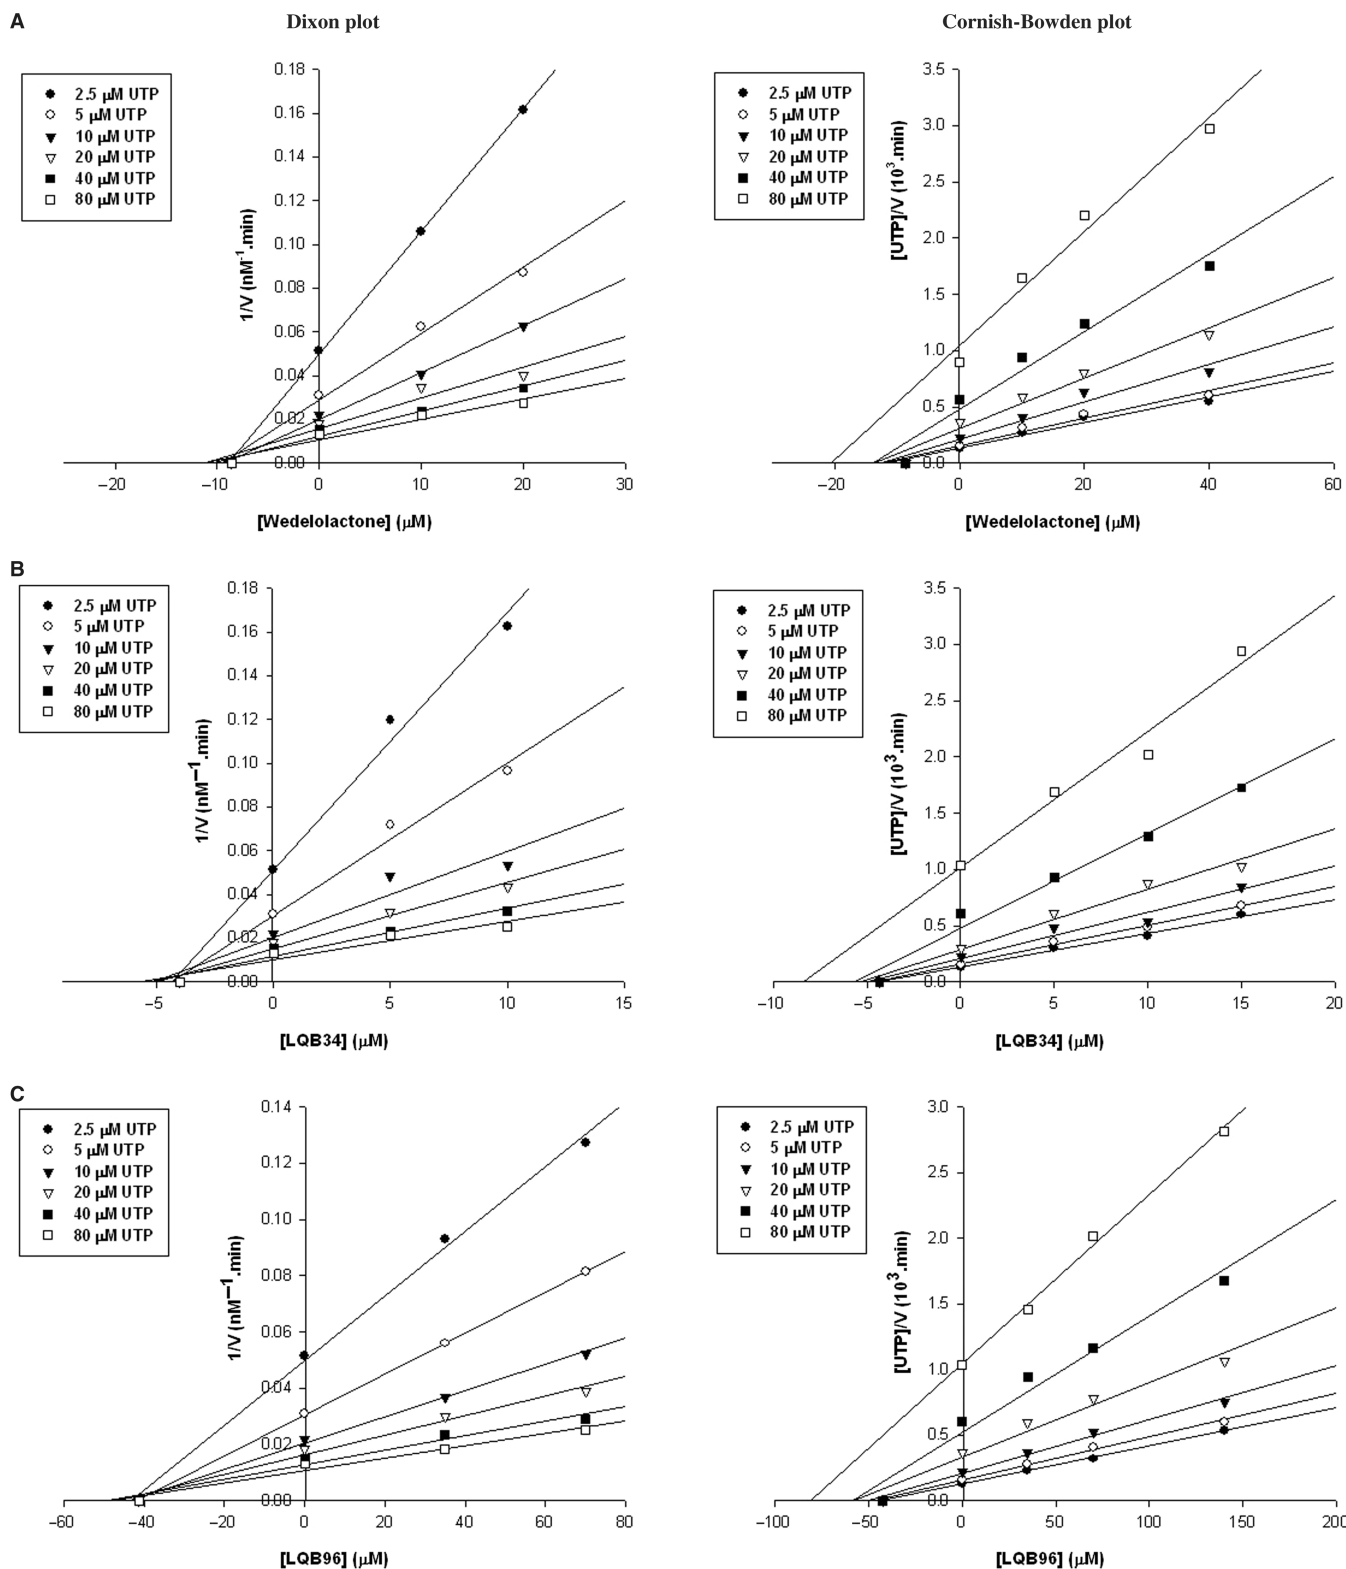 A Dixon plot Cornish-Bowden plot
2.5 µM UTP
5 µM UTP
10 µM UTP
20 µM UTP
40 µM UTP
80 µM UTP
1/V (nM⁻¹.min)
0.18
0.16
0.14
0.12
0.10
0.08
0.06
0.04
0.02
0.00
−20 −10 0 10 20 30
[Wedelolactone] (µM)
2.5 µM UTP
5 µM UTP
10 µM UTP
20 µM UTP
40 µM UTP
80 µM UTP
[UTP]/V (10³.min)
3.5
3.0
2.5
2.0
1.5
1.0
0.5
0.0
−20 0 20 40 60
[Wedelolactone] (µM)
B
2.5 µM UTP
5 µM UTP
10 µM UTP
20 µM UTP
40 µM UTP
80 µM UTP
1/V (nM⁻¹.min)
0.18
0.16
0.14
0.12
0.10
0.08
0.06
0.04
0.02
0.00
−5 0 5 10 15
[LQB34] (µM)
2.5 µM UTP
5 µM UTP
10 µM UTP
20 µM UTP
40 µM UTP
80 µM UTP
[UTP]/V (10³.min)
3.5
3.0
2.5
2.0
1.5
1.0
0.5
0.0
−10 −5 0 5 10 15 20
[LQB34] (µM)
C
2.5 µM UTP
5 µM UTP
10 µM UTP
20 µM UTP
40 µM UTP
80 µM UTP
1/V (nM⁻¹.min)
0.14
0.12
0.10
0.08
0.06
0.04
0.02
0.00
−60 −40 −20 0 20 40 60 80
[LQB96] (µM)
2.5 µM UTP
5 µM UTP
10 µM UTP
20 µM UTP
40 µM UTP
80 µM UTP
[UTP]/V (10³.min)
3.0
2.5
2.0
1.5
1.0
0.5
0.0
−100 −50 0 50 100 150 200
[LQB96] (µM)